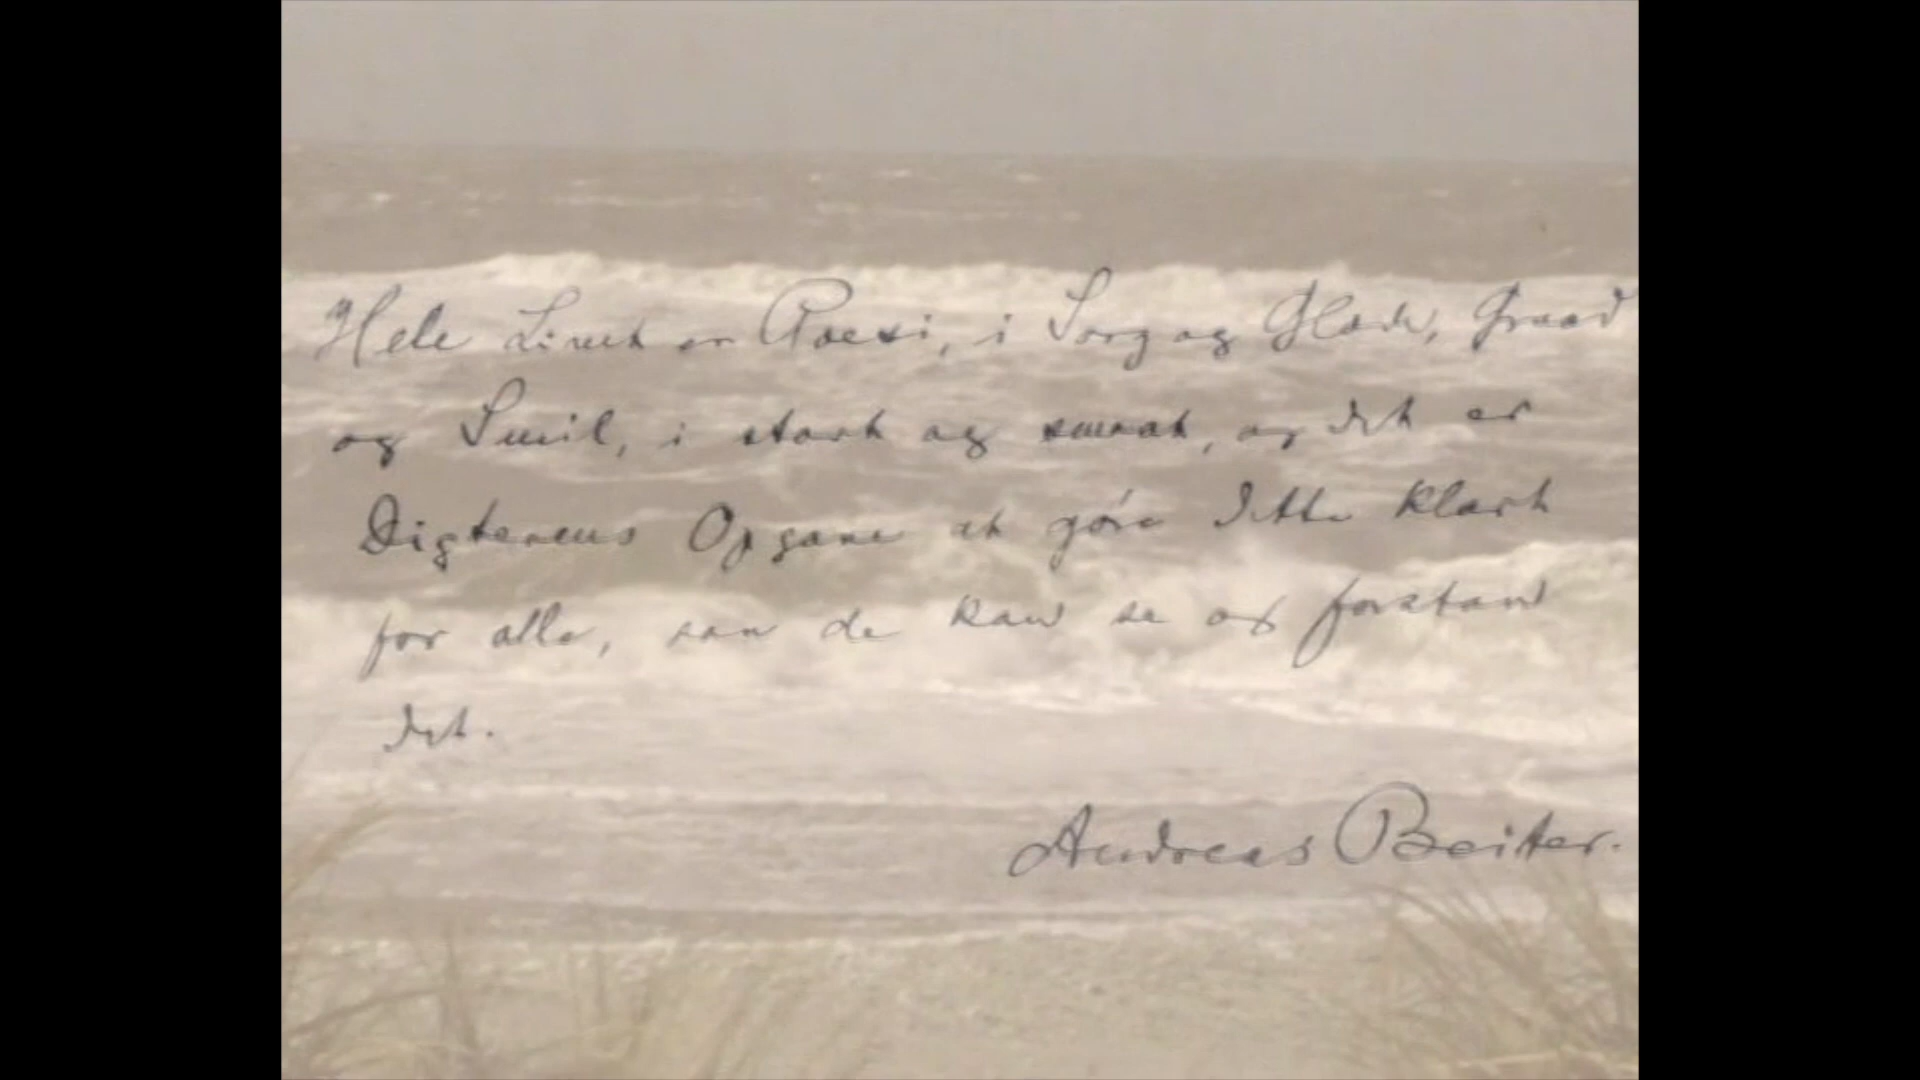 Hele Livet er Poesi, i Sorg og Glæde, Graad
og Smil, i stort og smaat, og det er
Digterens Opgave at gøre dette klart
for alle, saa de kan se og forstaa
det.
Andreas Beiter.